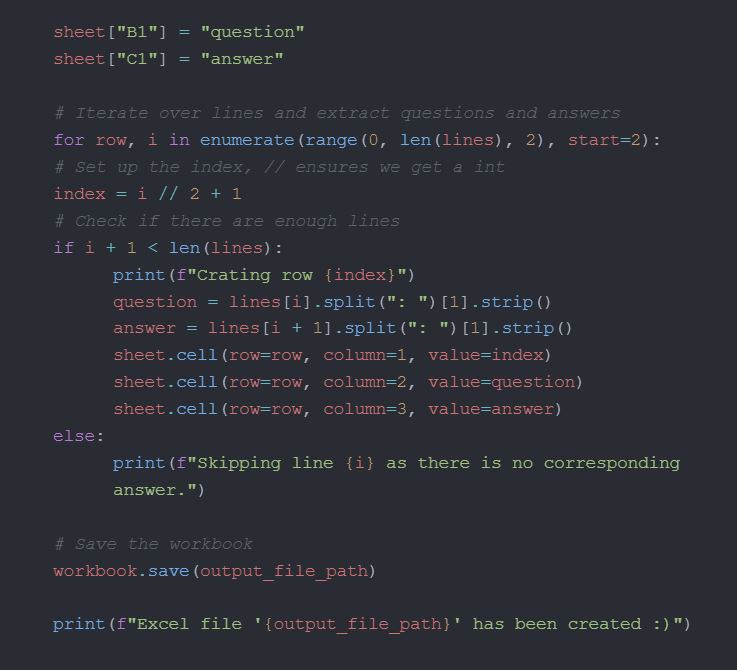 sheet["B1"] = "question"
sheet["C1"] = "answer"
# Iterate over lines and extract questions and answers
for row, i in enumerate(range(0, len(lines), 2), start=2):
# Set up the index, // ensures we get a int
index = i // 2 + 1
# Check if there are enough lines
if i + 1 < len(lines):
print(f"Crating row {index}")
question = lines[i].split(": ")[1].strip()
answer = lines[i + 1].split(": ")[1].strip()
sheet.cell(row=row, column=1, value=index)
sheet.cell(row=row, column=2, value=question)
sheet.cell(row=row, column=3, value=answer)
else:
print(f"Skipping line {i} as there is no corresponding
answer.")
# Save the workbook
workbook.save(output_file_path)
print(f"Excel file '{output_file_path}' has been created :)")